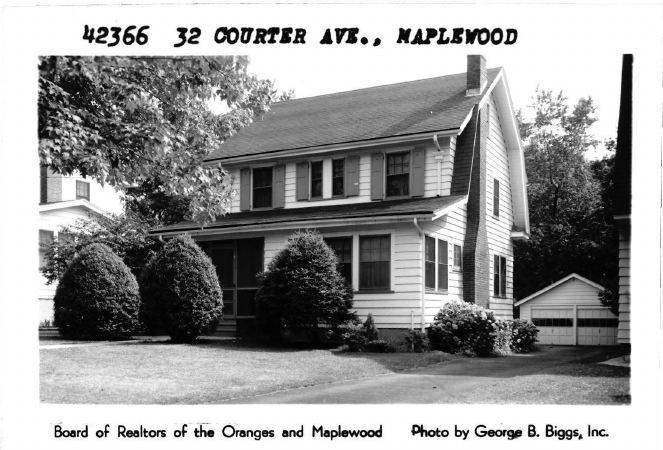 42366 32 COURTER AVE., MAPLEWOOD
Board of Realtors of the Oranges and Maplewood Photo by George B. Biggs, Inc.